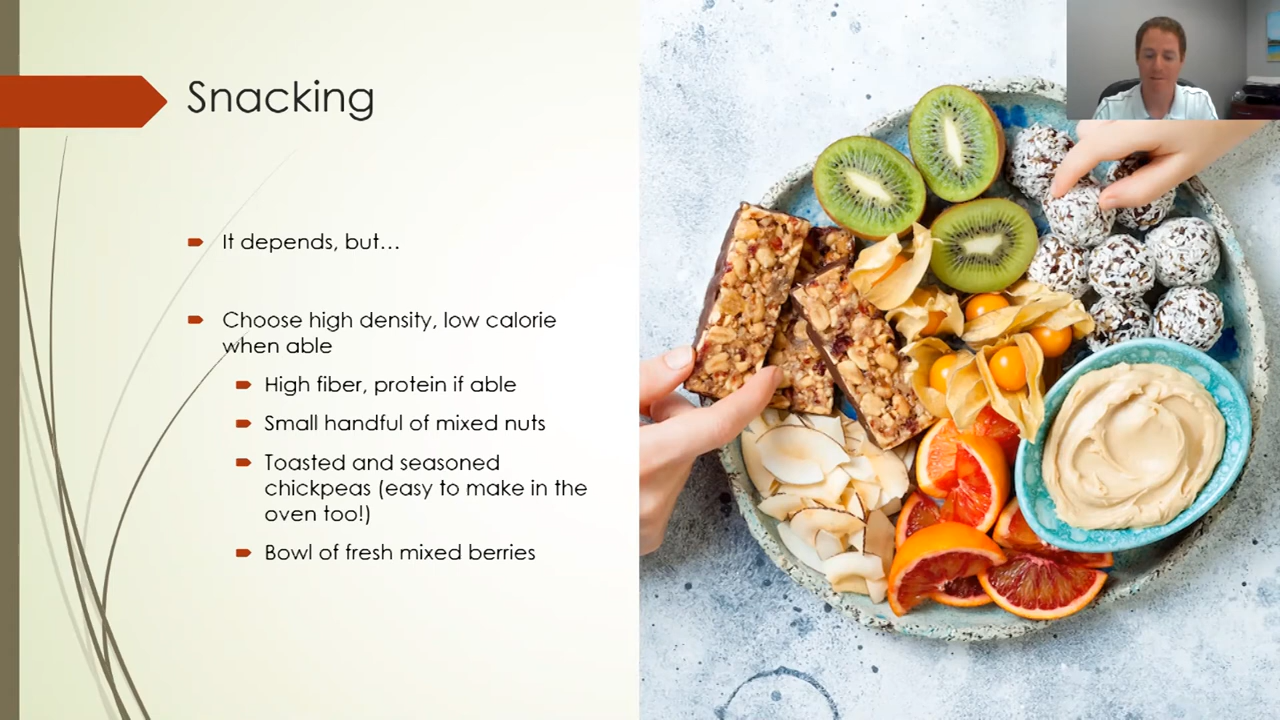 Snacking
It depends, but...
Choose high density, low calorie
when able
High fiber, protein if able
Small handful of mixed nuts
Toasted and seasoned
chickpeas (easy to make in the
oven too!)
Bowl of fresh mixed berries